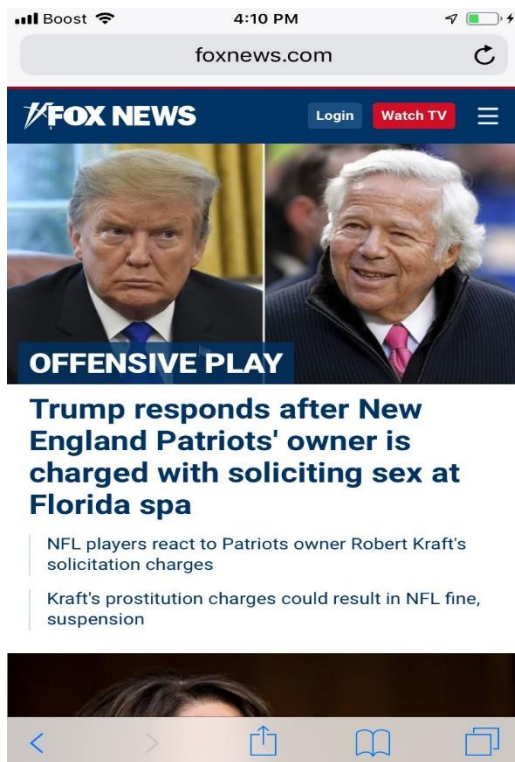 Boost 4:10 PM
foxnews.com
FOX NEWS Login Watch TV
OFFENSIVE PLAY
Trump responds after New
England Patriots' owner is
charged with soliciting sex at
Florida spa
NFL players react to Patriots owner Robert Kraft's
solicitation charges
Kraft's prostitution charges could result in NFL fine,
suspension